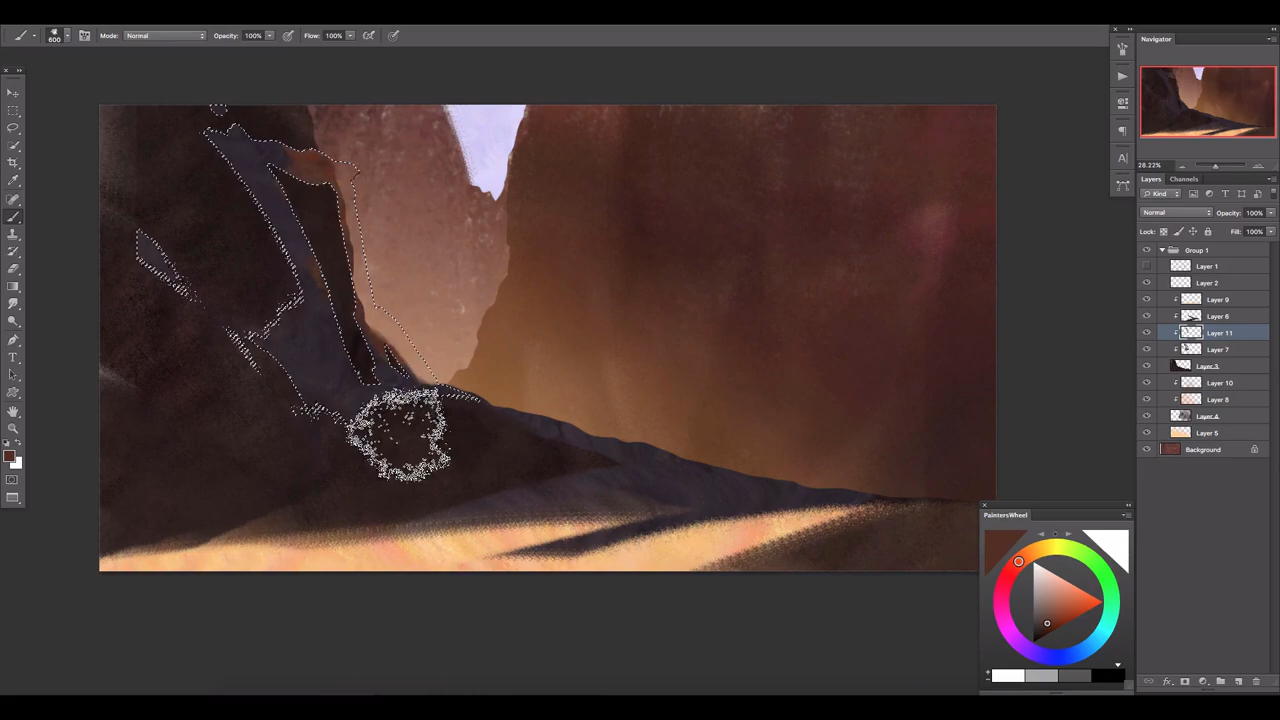 600
Mode: Normal
Opacity: 100%
Flow: 100%
Navigator
28.22%
Layers Channels
Kind
Normal
Opacity: 100%
Lock:
Fill: 100%
Group 1
Layer 1
Layer 2
Layer 9
Layer 6
Layer 11
Layer 7
Layer 3
Layer 10
Layer 8
Layer 4
Layer 5
Background
PaintersWheel